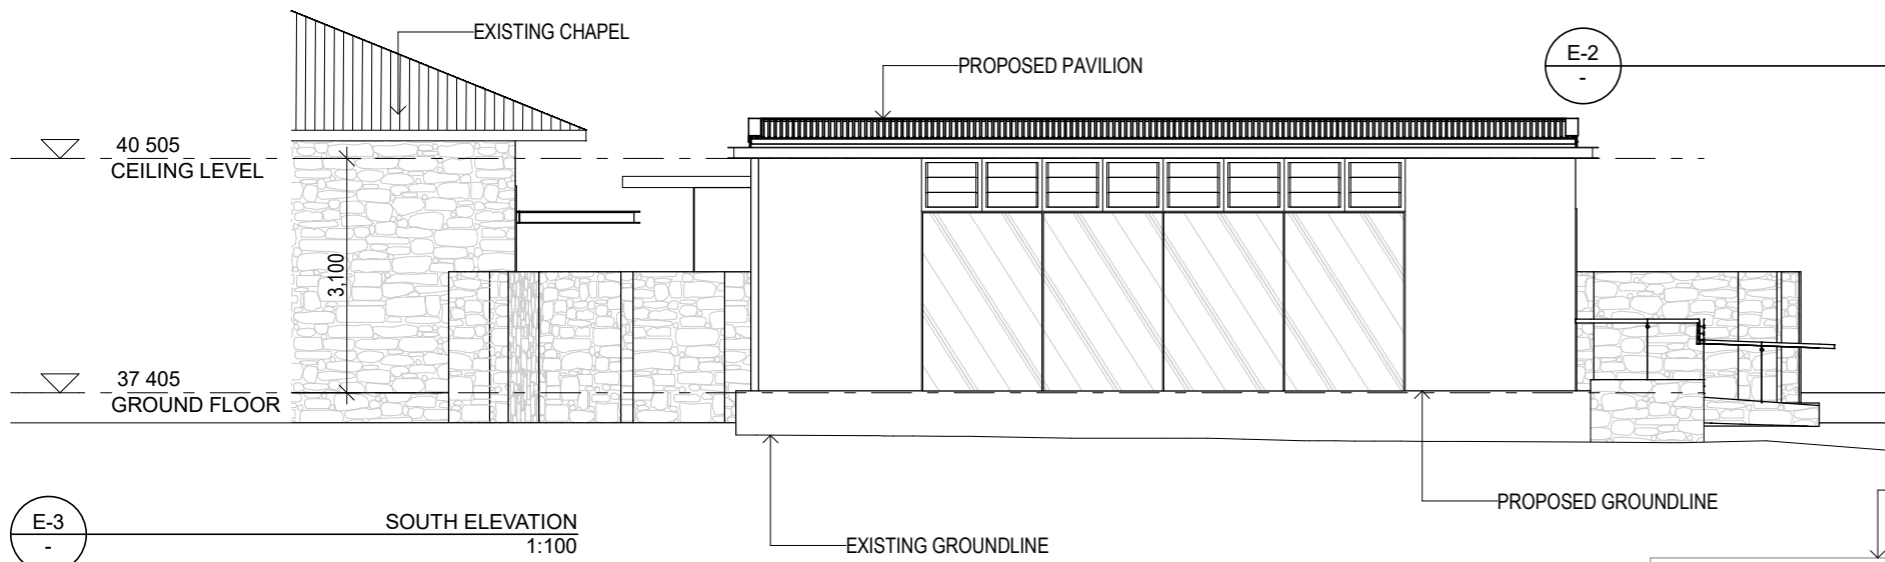 EXISTING CHAPEL
PROPOSED PAVILION
E-2
-
40 505
CEILING LEVEL
3,100
37 405
GROUND FLOOR
PROPOSED GROUNDLINE
E-3
-
SOUTH ELEVATION
1:100
EXISTING GROUNDLINE